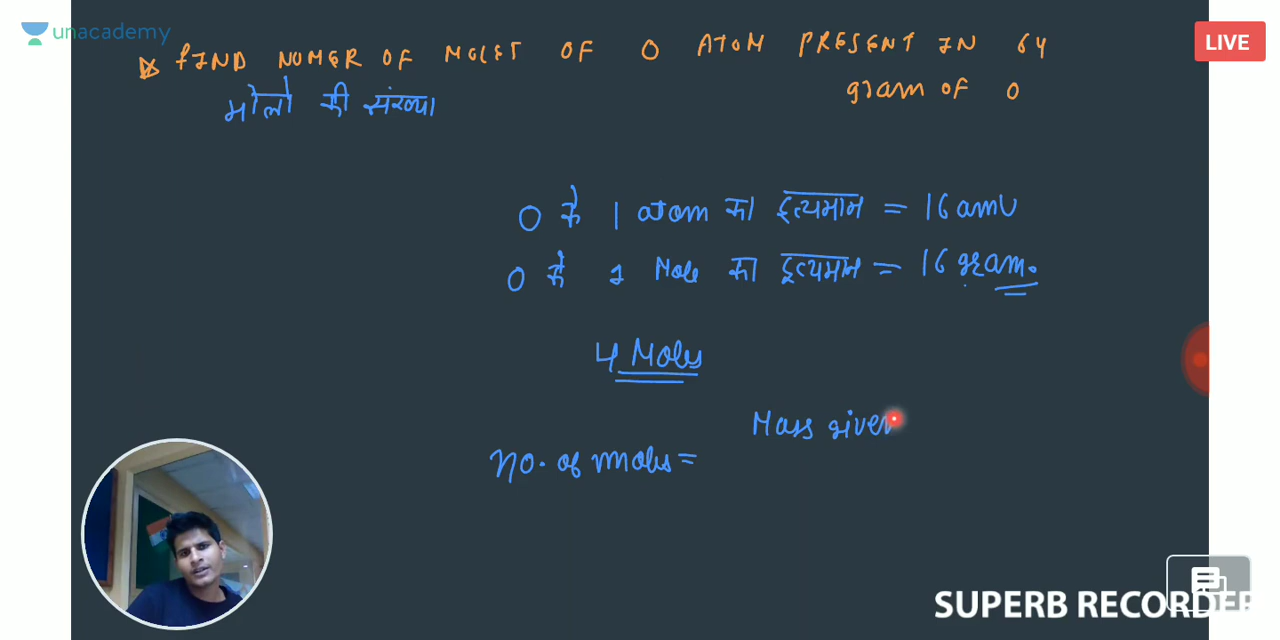 unacademy
LIVE
FIND NOMER OF MOLES OF O ATOM PRESENT IN 64
gram OF O
मोलो की संख्या
O के 1 atom का द्रव्यमान = 16 amU
O के 1 Mole का द्रव्यमान = 16 gram.
4 Moles
Mass given
No. of moles =
SUPERB RECORDER